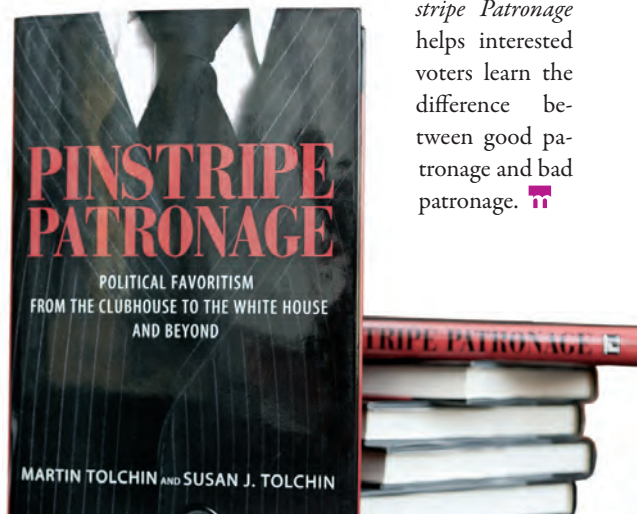 stripe Patronage
helps interested
voters learn the
difference be-
tween good pa-
tronage and bad
patronage.
PINSTRIPE
PATRONAGE
POLITICAL FAVORITISM
FROM THE CLUBHOUSE TO THE WHITE HOUSE
AND BEYOND
MARTIN TOLCHIN AND SUSAN J. TOLCHIN
TRIPE PATRONAGE